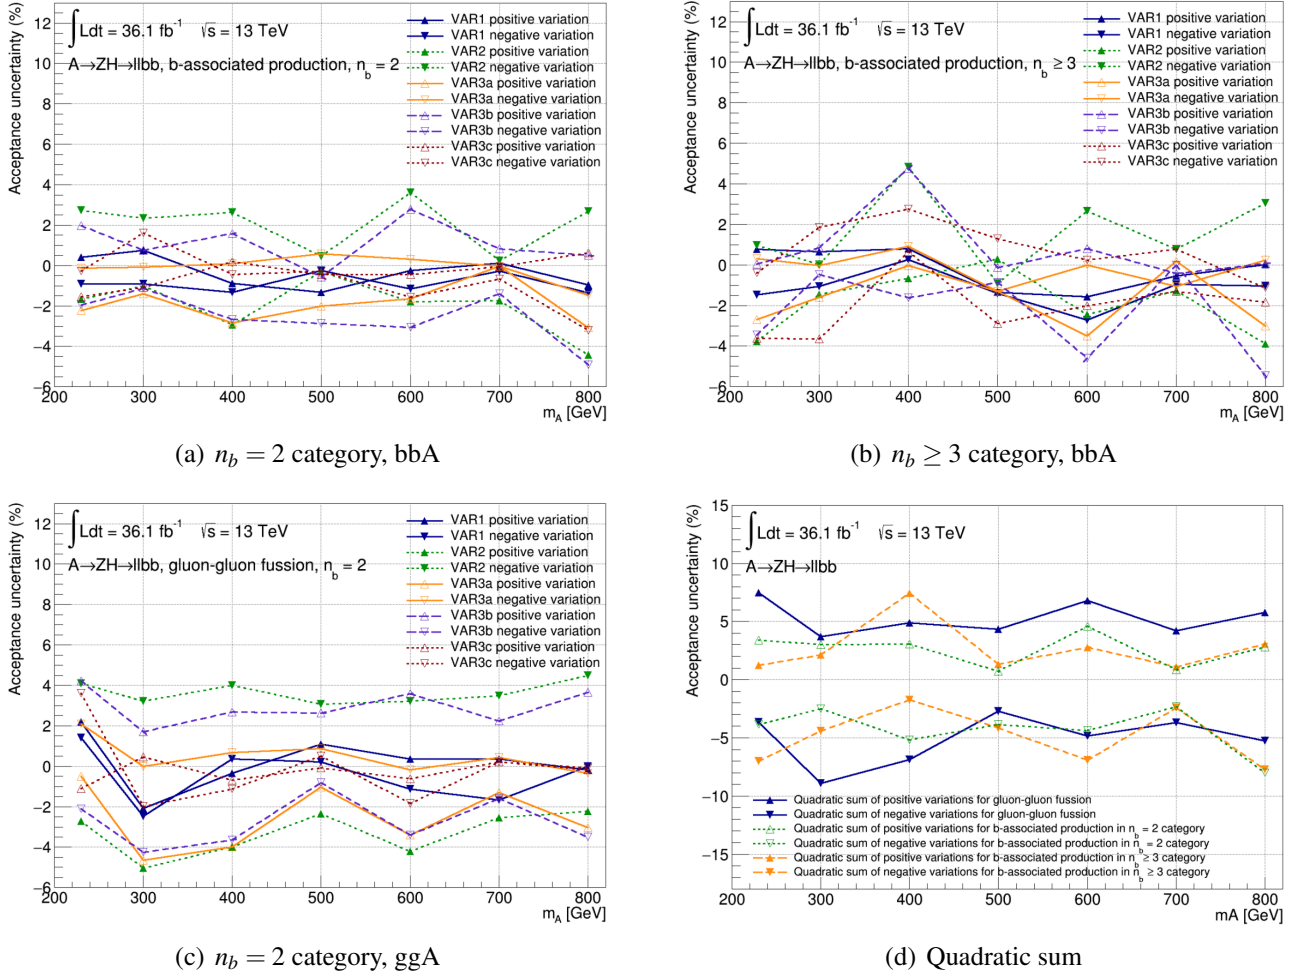 Acceptance uncertainty (%)
∫Ldt = 36.1 fb⁻¹ √s = 13 TeV
A→ZH→llbb, b-associated production, n_b = 2
VAR1 positive variation
VAR1 negative variation
VAR2 positive variation
VAR2 negative variation
VAR3a positive variation
VAR3a negative variation
VAR3b positive variation
VAR3b negative variation
VAR3c positive variation
VAR3c negative variation
12
10
8
6
4
2
0
−2
−4
−6
200 300 400 500 600 700 800
m_A [GeV]
(a) n_b = 2 category, bbA
Acceptance uncertainty (%)
∫Ldt = 36.1 fb⁻¹ √s = 13 TeV
A→ZH→llbb, b-associated production, n_b ≥ 3
VAR1 positive variation
VAR1 negative variation
VAR2 positive variation
VAR2 negative variation
VAR3a positive variation
VAR3a negative variation
VAR3b positive variation
VAR3b negative variation
VAR3c positive variation
VAR3c negative variation
12
10
8
6
4
2
0
−2
−4
−6
200 300 400 500 600 700 800
m_A [GeV]
(b) n_b ≥ 3 category, bbA
Acceptance uncertainty (%)
∫Ldt = 36.1 fb⁻¹ √s = 13 TeV
A→ZH→llbb, gluon-gluon fussion, n_b = 2
VAR1 positive variation
VAR1 negative variation
VAR2 positive variation
VAR2 negative variation
VAR3a positive variation
VAR3a negative variation
VAR3b positive variation
VAR3b negative variation
VAR3c positive variation
VAR3c negative variation
12
10
8
6
4
2
0
−2
−4
−6
200 300 400 500 600 700 800
m_A [GeV]
(c) n_b = 2 category, ggA
Acceptance uncertainty (%)
∫Ldt = 36.1 fb⁻¹ √s = 13 TeV
A→ZH→llbb
15
10
5
0
−5
−10
−15
Quadratic sum of positive variations for gluon-gluon fussion
Quadratic sum of negative variations for gluon-gluon fussion
Quadratic sum of positive variations for b-associated production in n_b = 2 category
Quadratic sum of negative variations for b-associated production in n_b = 2 category
Quadratic sum of positive variations for b-associated production in n_b ≥ 3 category
Quadratic sum of negative variations for b-associated production in n_b ≥ 3 category
200 300 400 500 600 700 800
mA [GeV]
(d) Quadratic sum